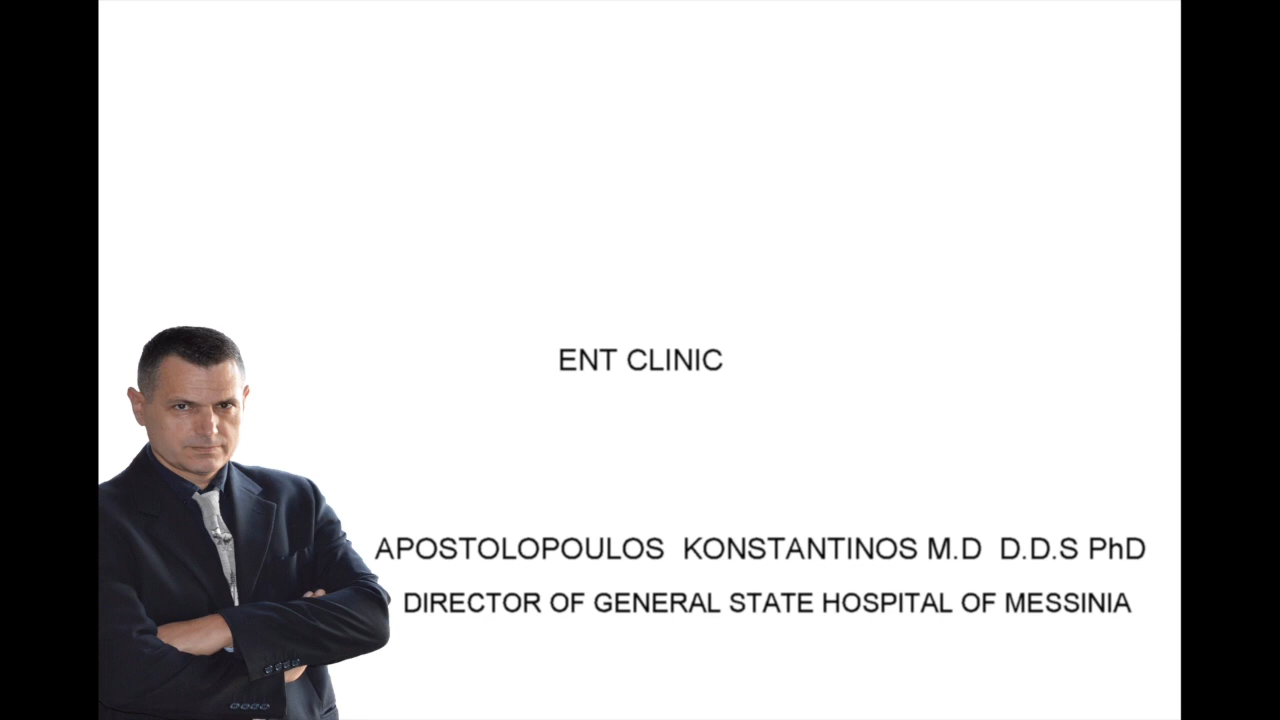 ENT CLINIC
APOSTOLOPOULOS KONSTANTINOS M.D D.D.S PhD
DIRECTOR OF GENERAL STATE HOSPITAL OF MESSINIA